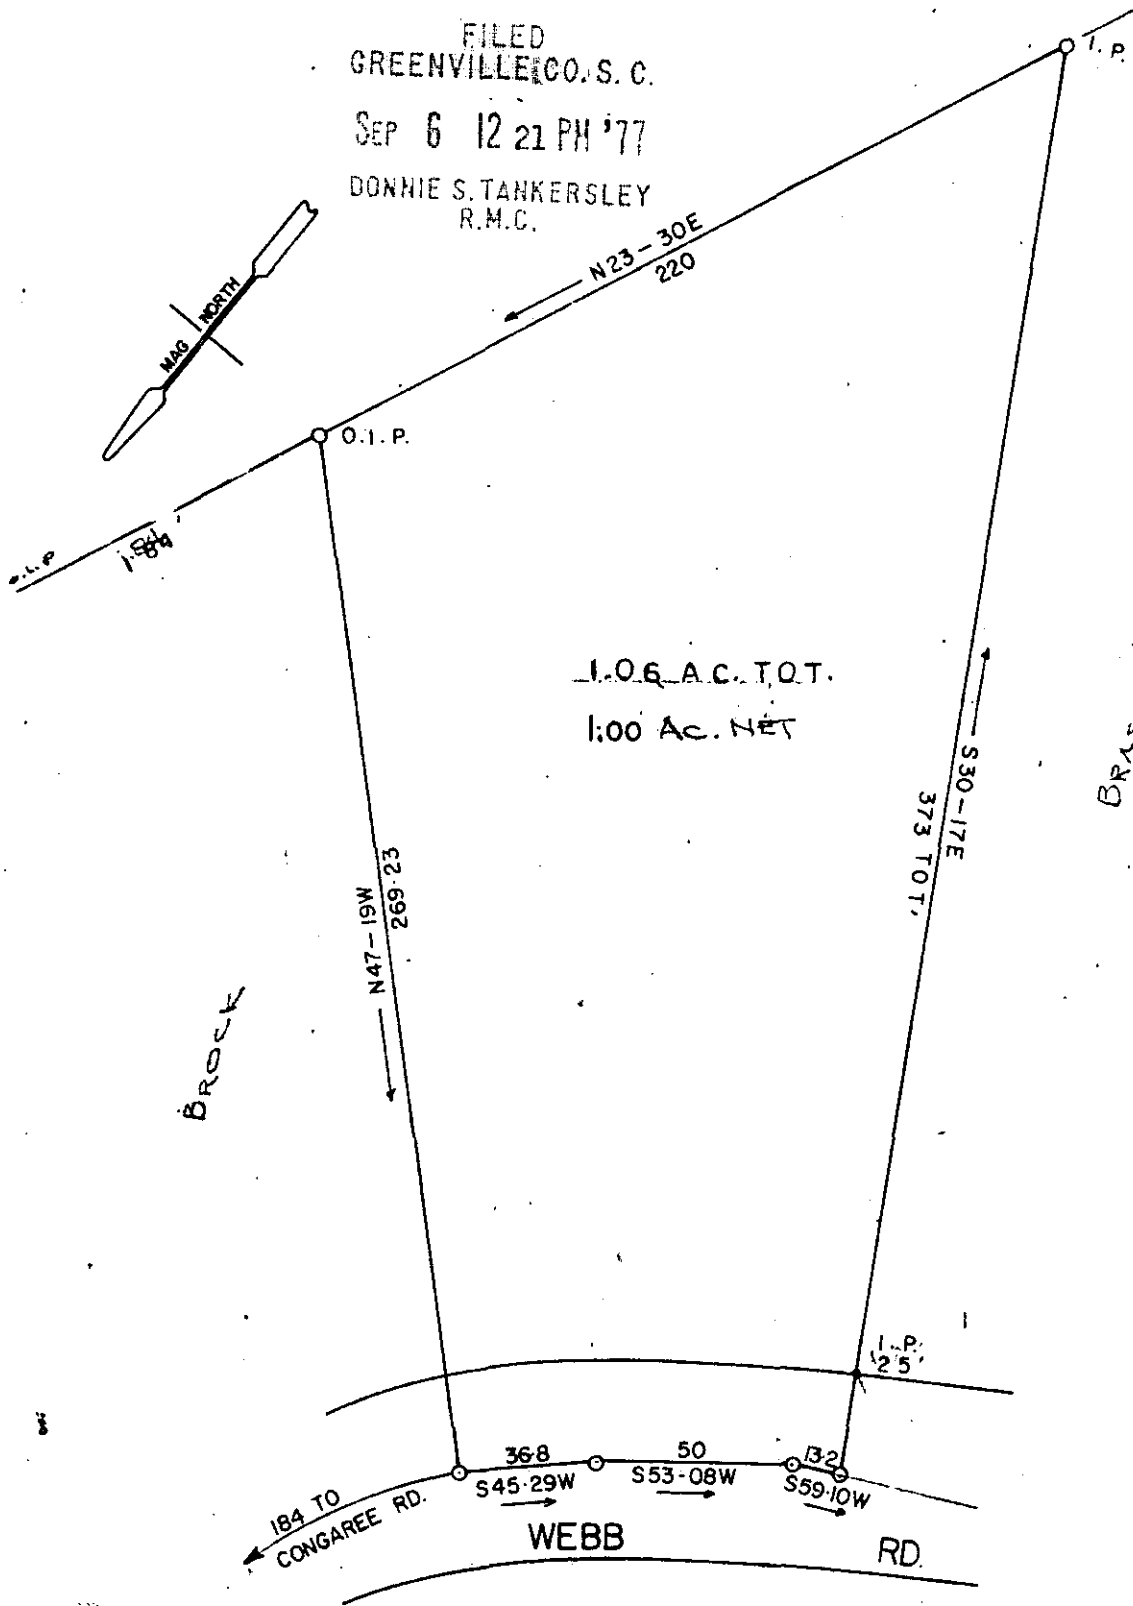 FILED
GREENVILLE CO. S. C.
SEP 6 12 21 PM '77
DONNIE S. TANKERSLEY
R.M.C.
I. P.
MAG NORTH
N23-30E
220
O.I.P.
O.I.P.
1.06 AC. TOT.
1.00 AC. NET
S30-17E
373 TOT.
N47-19W
269.23
BROCK
I.P.
25
36.8
S45-29W
50
S53-08W
13.2
S59-10W
184 TO
CONGAREE RD.
WEBB RD.